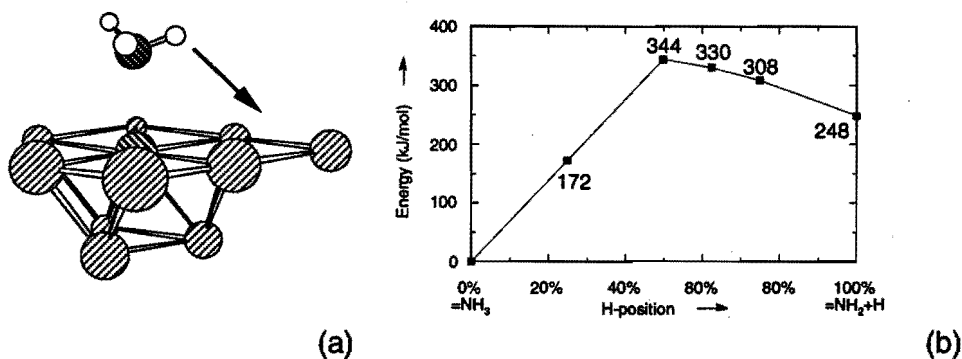 400
344
330
308
300
248
Energy (kJ/mol) →
200
172
100
0
0% 20% 40% 60% 80% 100%
=NH₃ H-position → =NH₂+H
(a) (b)